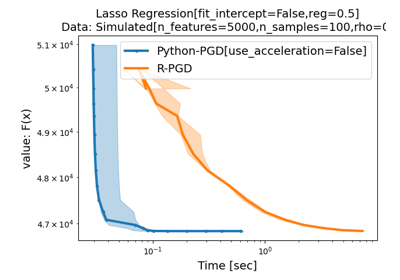 Lasso Regression[fit_intercept=False,reg=0.5]
Data: Simulated[n_features=5000,n_samples=100,rho=0
Python-PGD[use_acceleration=False]
R-PGD
value: F(x)
5.1 × 10⁴
5 × 10⁴
4.9 × 10⁴
4.8 × 10⁴
4.7 × 10⁴
10⁻¹
10⁰
Time [sec]